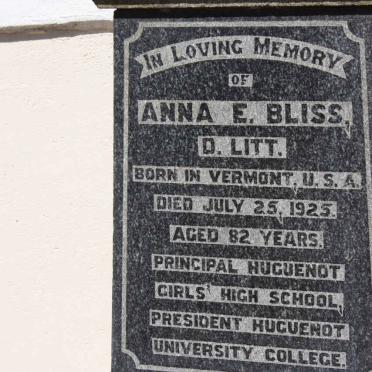 IN LOVING MEMORY
OF
ANNA E. BLISS,
D. LITT.
BORN IN VERMONT, U.S.A.
DIED JULY 25, 1925.
AGED 82 YEARS.
PRINCIPAL HUGUENOT
GIRLS' HIGH SCHOOL,
PRESIDENT HUGUENOT
UNIVERSITY COLLEGE.